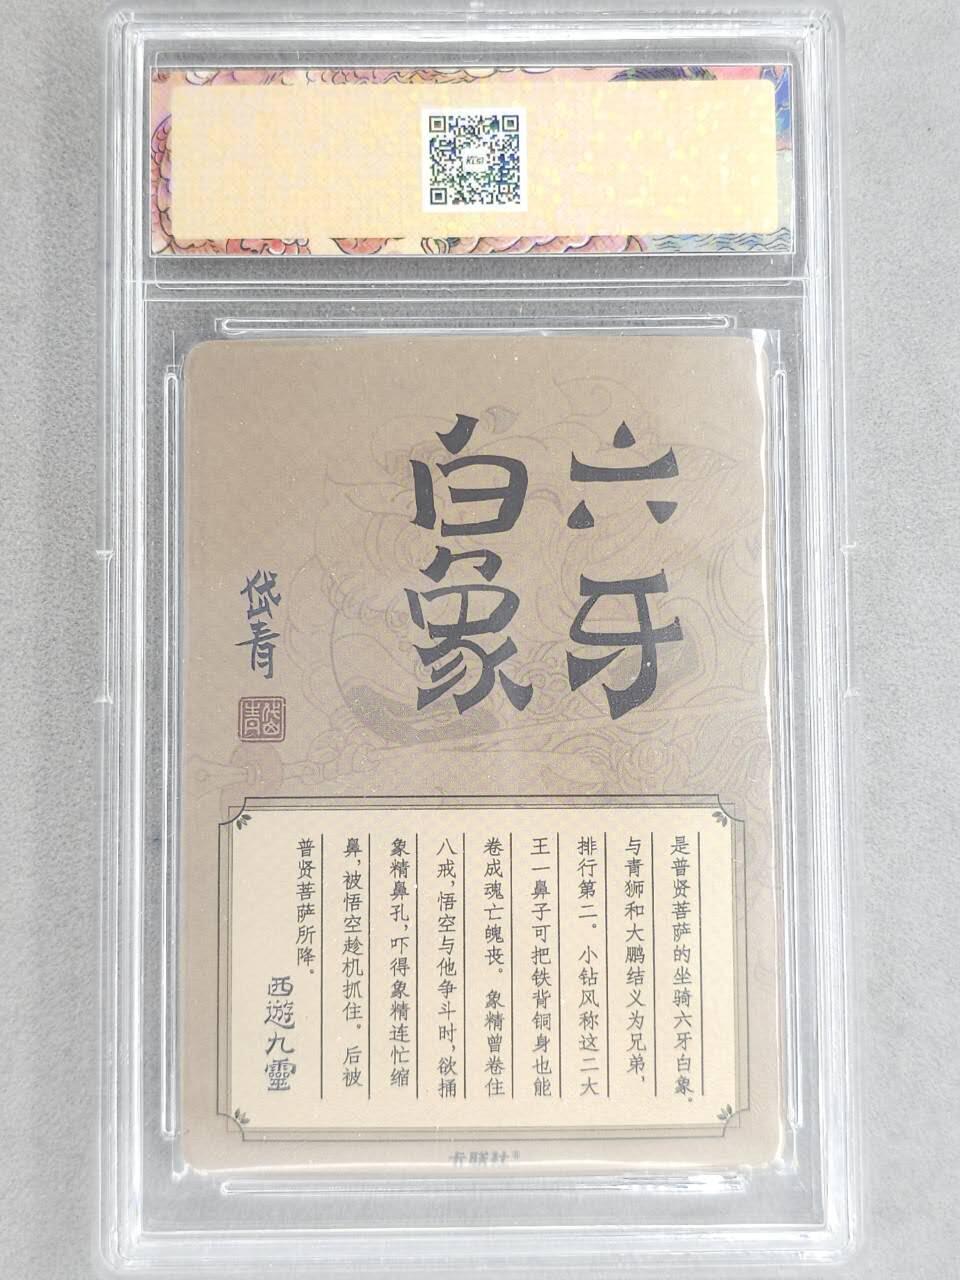 六牙
白象
岱青
岱青
是普贤菩萨的坐骑六牙白象。
与青狮和大鹏结义为兄弟，
排行第二。小钻风称这二大
王一鼻子可把铁背铜身也能
卷成魂亡魄丧。象精曾卷住
八戒，悟空与他争斗时，欲捅
象精鼻孔，吓得象精连忙缩
鼻，被悟空趁机抓住。后被
普贤菩萨所降。
西遊九靈